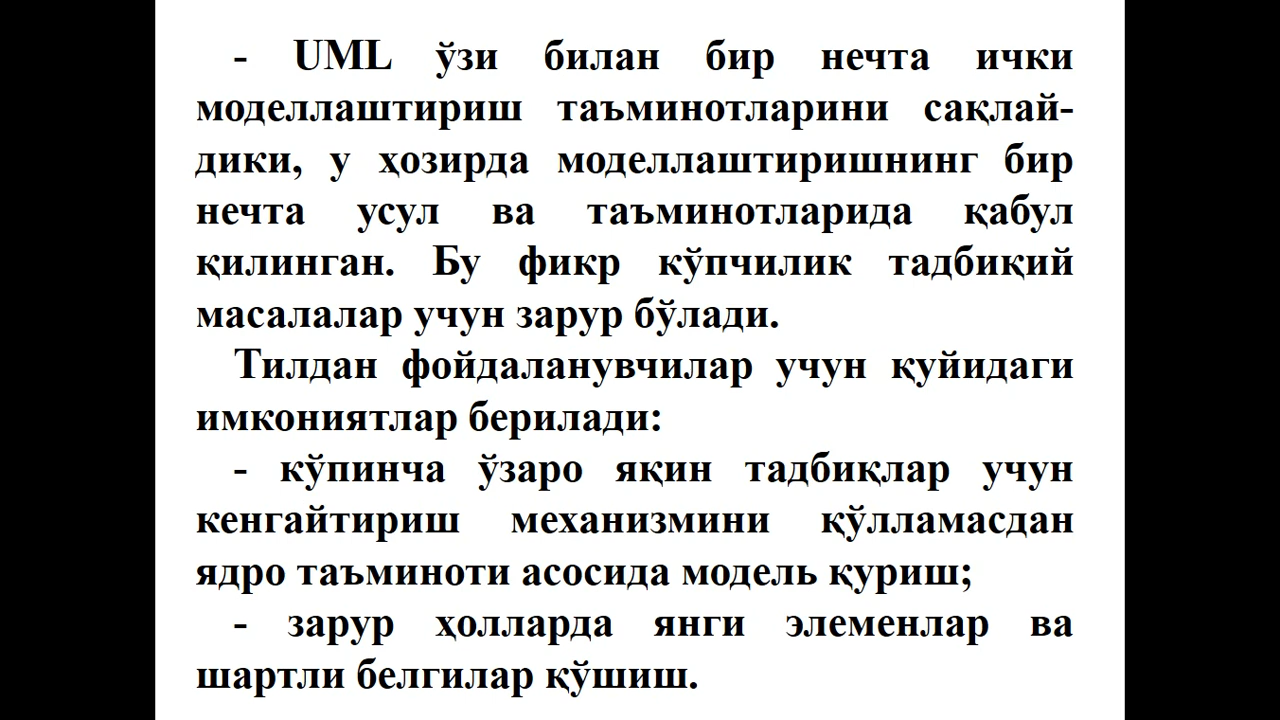 - UML ўзи билан бир нечта ички
моделлаштириш таъминотларини сақлай-
дики, у ҳозирда моделлаштиришнинг бир
нечта усул ва таъминотларида қабул
қилинган. Бу фикр кўпчилик тадбиқий
масалалар учун зарур бўлади.
Тилдан фойдаланувчилар учун қуйидаги
имкониятлар берилади:
- кўпинча ўзаро яқин тадбиқлар учун
кенгайтириш механизмини қўлламасдан
ядро таъминоти асосида модель қуриш;
- зарур ҳолларда янги элеменлар ва
шартли белгилар қўшиш.